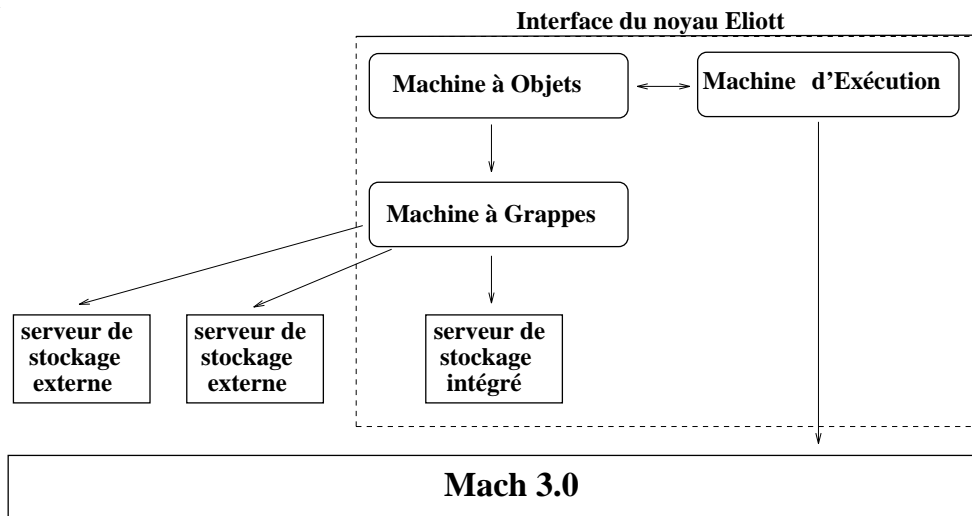 Interface du noyau Eliott
Machine à Objets
Machine d'Exécution
Machine à Grappes
serveur de
stockage
externe
serveur de
stockage
externe
serveur de
stockage
intégré
Mach 3.0